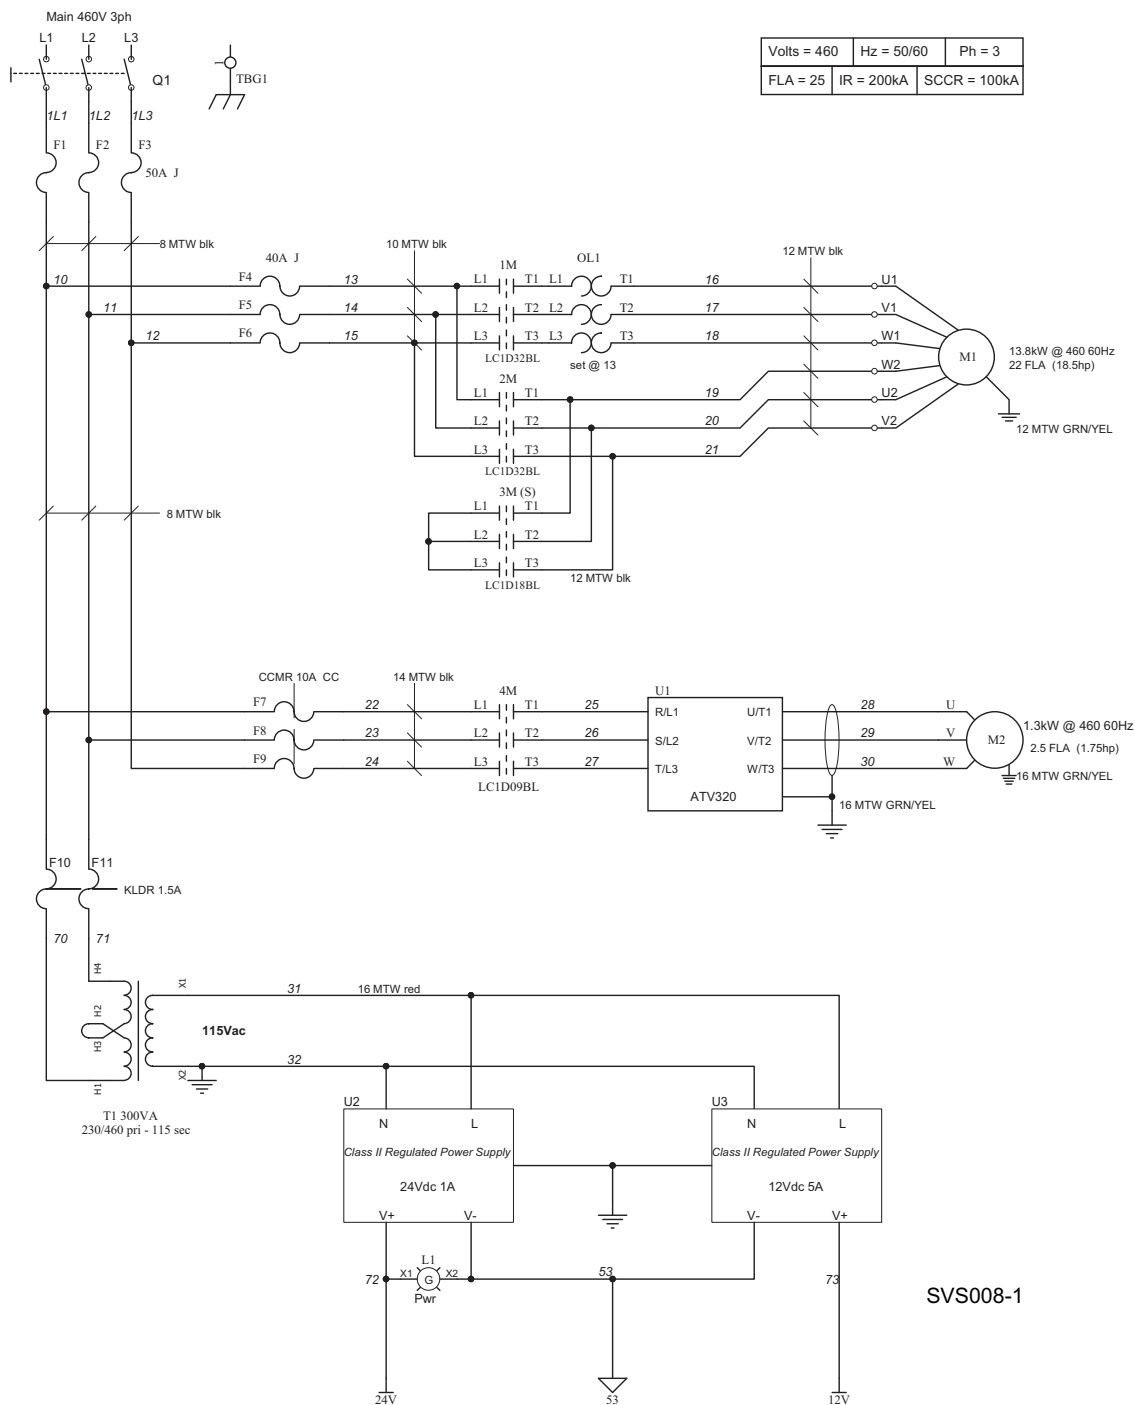 Main 460V 3ph
L1 L2 L3
Q1
TBG1
Volts = 460 Hz = 50/60 Ph = 3
FLA = 25 IR = 200kA SCCR = 100kA
1L1 1L2 1L3
F1 F2 F3
50A J
8 MTW blk
10 MTW blk
12 MTW blk
40A J
1M
OL1
10 F4 13 L1 T1 L1 T1 16 U1
11 F5 14 L2 T2 L2 T2 17 V1
12 F6 15 L3 T3 L3 T3 18 W1
LC1D32BL
set @ 13
W2
M1
13.8kW @ 460 60Hz
22 FLA (18.5hp)
2M
L1 T1 19 U2
L2 T2 20 V2
12 MTW GRN/YEL
L3 T3 21
LC1D32BL
3M (S)
L1 T1
8 MTW blk
L2 T2
L3 T3
12 MTW blk
LC1D18BL
CCMR 10A CC
14 MTW blk
4M
U1
F7 22 L1 T1 25 R/L1 U/T1 28 U
F8 23 L2 T2 26 S/L2 V/T2 29 V
F9 24 L3 T3 27 T/L3 W/T3 30 W
LC1D09BL
ATV320
M2
1.3kW @ 460 60Hz
2.5 FLA (1.75hp)
16 MTW GRN/YEL
16 MTW GRN/YEL
F10 F11
KLDR 1.5A
70 71
H4
H2
H3
H1
X1
X2
31 16 MTW red
115Vac
32
T1 300VA
230/460 pri - 115 sec
U2
N L
Class II Regulated Power Supply
24Vdc 1A
V+ V-
U3
N L
Class II Regulated Power Supply
12Vdc 5A
V- V+
L1
72 X1 G X2 53 73
Pwr
SVS008-1
24V 53 12V